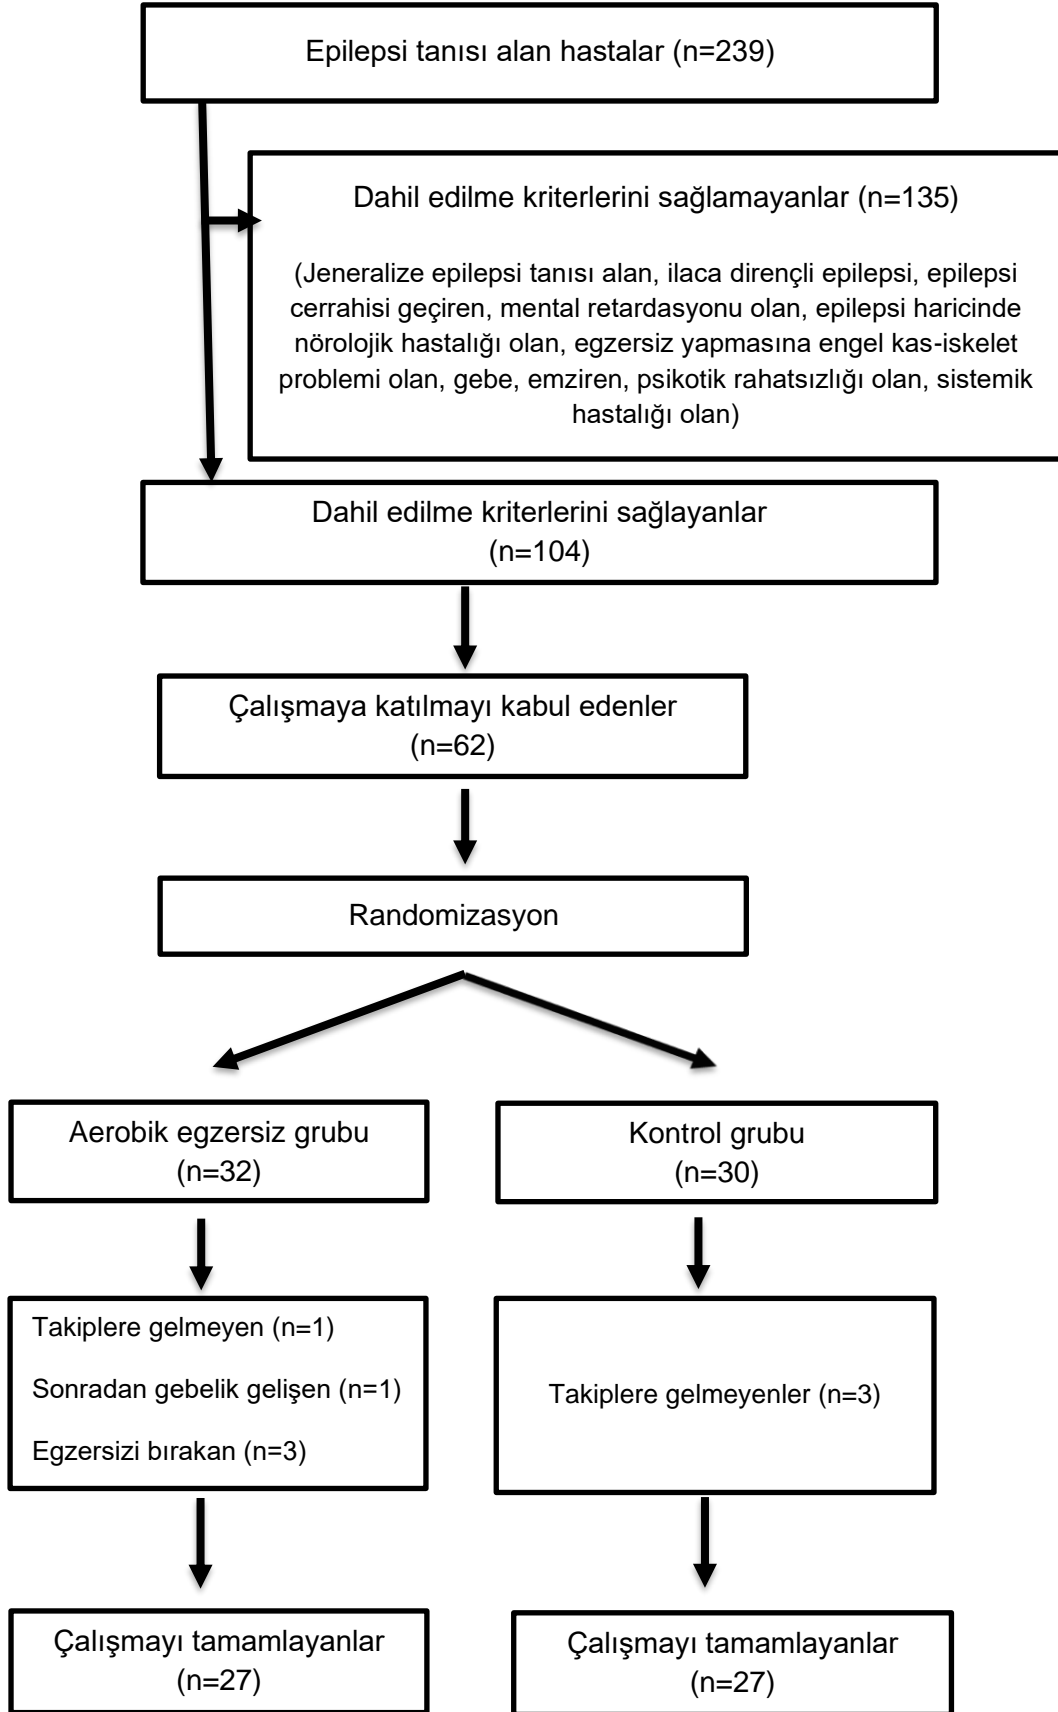 Epilepsi tanısı alan hastalar (n=239)
Dahil edilme kriterlerini sağlamayanlar (n=135)
(Jeneralize epilepsi tanısı alan, ilaca dirençli epilepsi, epilepsi
cerrahisi geçiren, mental retardasyonu olan, epilepsi haricinde
nörolojik hastalığı olan, egzersiz yapmasına engel kas-iskelet
problemi olan, gebe, emziren, psikotik rahatsızlığı olan, sistemik
hastalığı olan)
Dahil edilme kriterlerini sağlayanlar
(n=104)
Çalışmaya katılmayı kabul edenler
(n=62)
Randomizasyon
Aerobik egzersiz grubu
(n=32)
Kontrol grubu
(n=30)
Takiplere gelmeyen (n=1)
Sonradan gebelik gelişen (n=1)
Egzersizi bırakan (n=3)
Takiplere gelmeyenler (n=3)
Çalışmayı tamamlayanlar
(n=27)
Çalışmayı tamamlayanlar
(n=27)